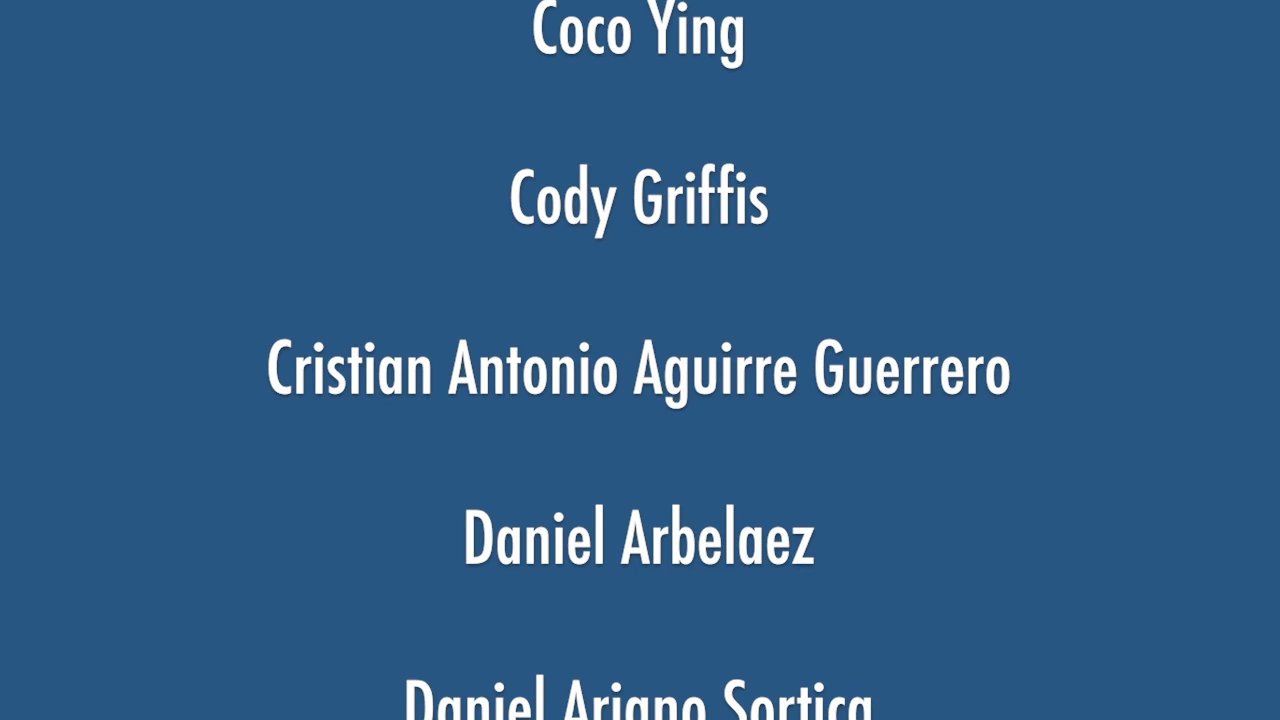 Coco Ying
Cody Griffis
Cristian Antonio Aguirre Guerrero
Daniel Arbelaez
Daniel Ariano Sortica